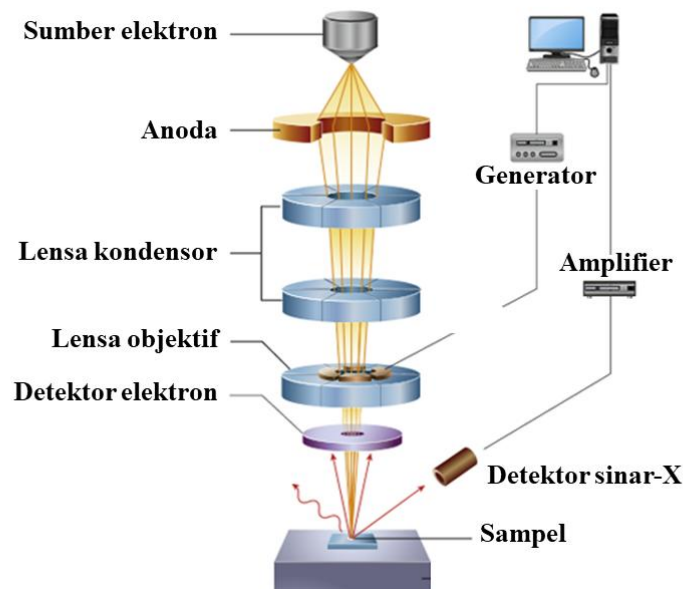 Sumber elektron
Anoda
Generator
Lensa kondensor
Amplifier
Lensa objektif
Detektor elektron
Detektor sinar-X
Sampel